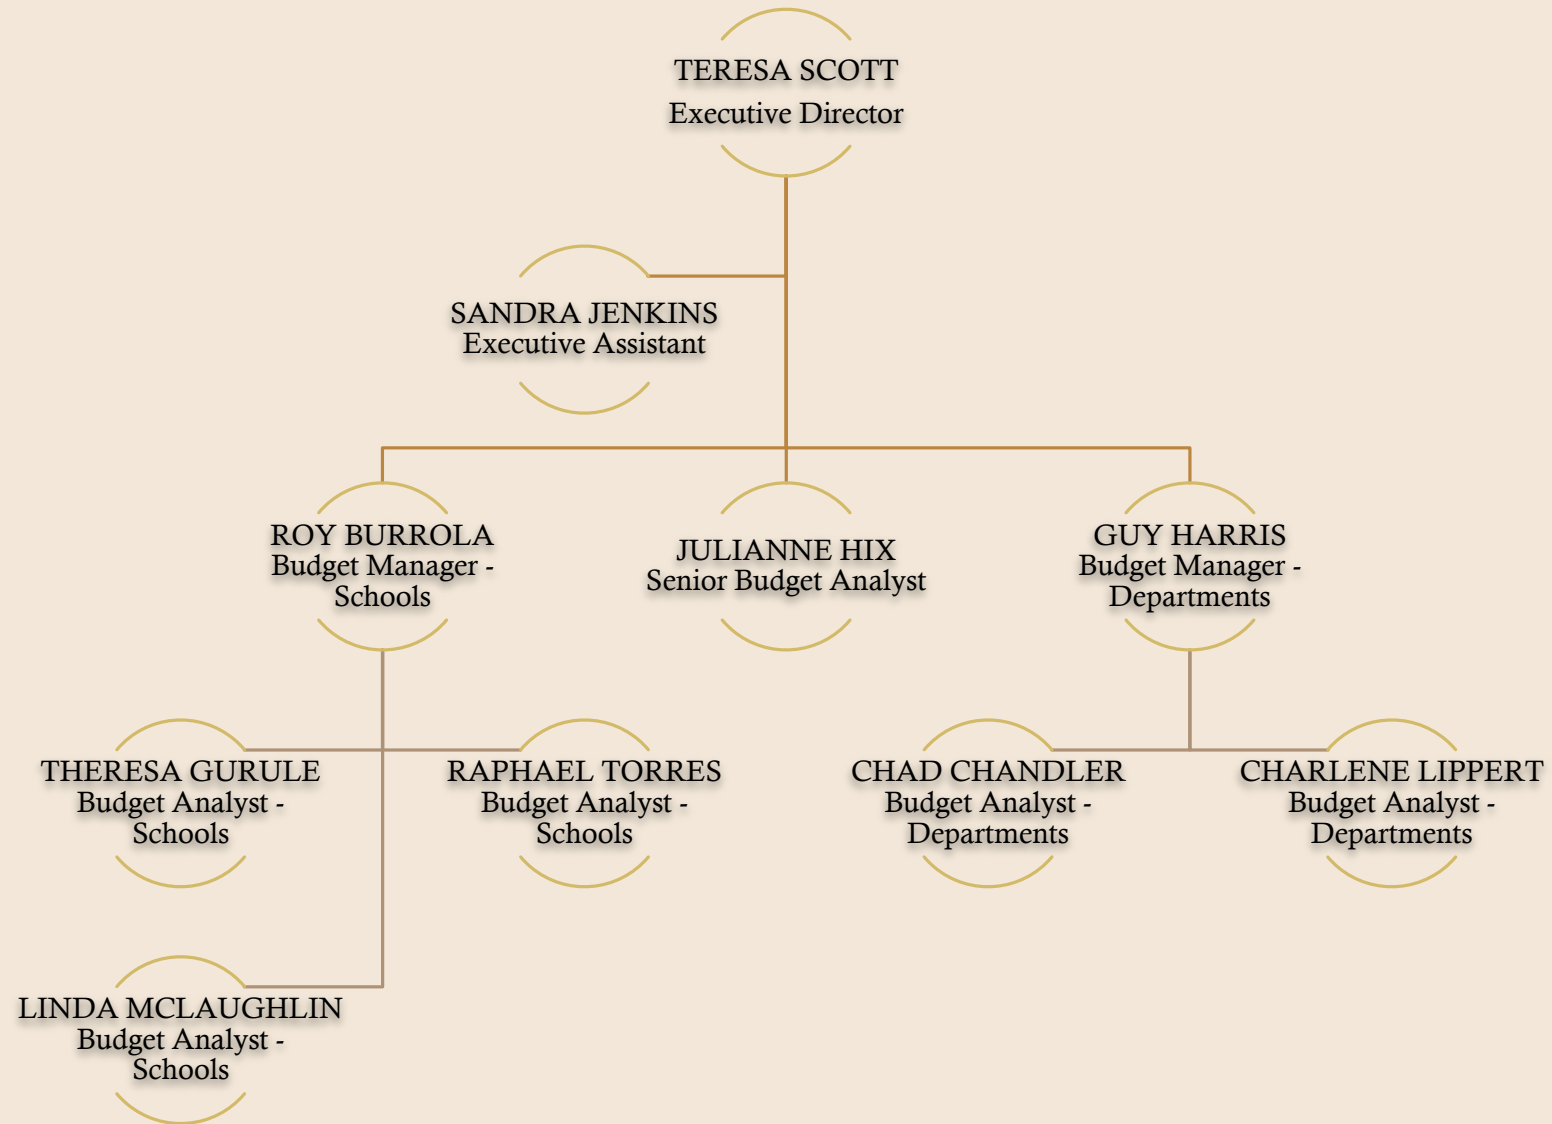 TERESA SCOTT
Executive Director
SANDRA JENKINS
Executive Assistant
ROY BURROLA
Budget Manager -
Schools
JULIANNE HIX
Senior Budget Analyst
GUY HARRIS
Budget Manager -
Departments
THERESA GURULE
Budget Analyst -
Schools
RAPHAEL TORRES
Budget Analyst -
Schools
CHAD CHANDLER
Budget Analyst -
Departments
CHARLENE LIPPERT
Budget Analyst -
Departments
LINDA MCLAUGHLIN
Budget Analyst -
Schools